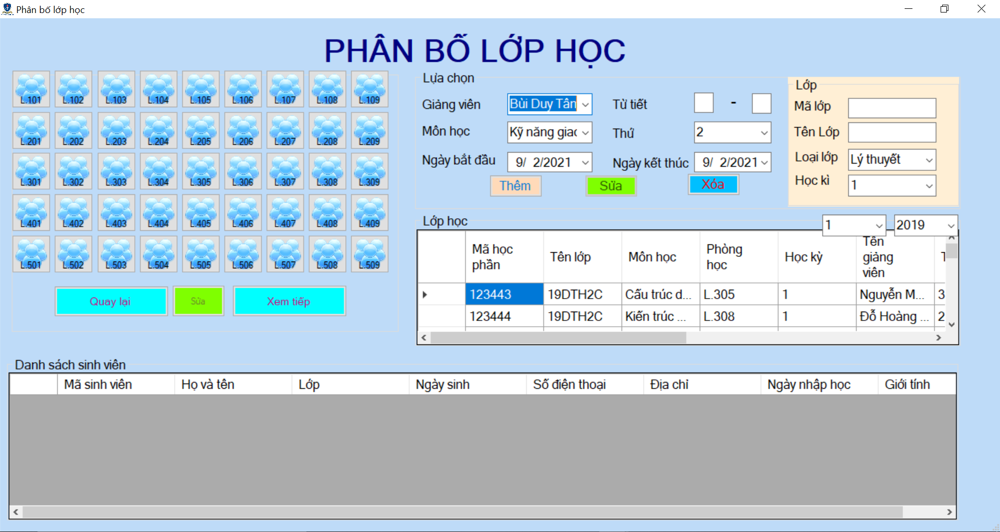 Phân bố lớp học
PHÂN BỐ LỚP HỌC
L.101 L.102 L.103 L.104 L.105 L.106 L.107 L.108 L.109
L.201 L.202 L.203 L.204 L.205 L.206 L.207 L.208 L.209
L.301 L.302 L.303 L.304 L.305 L.306 L.307 L.308 L.309
L.401 L.402 L.403 L.404 L.405 L.406 L.407 L.408 L.409
L.501 L.502 L.503 L.504 L.505 L.506 L.507 L.508 L.509
Quay lại Sửa Xem tiếp
Lựa chọn
Giảng viên Bùi Duy Tân Từ tiết -
Môn học Kỹ năng giao Thứ 2
Ngày bắt đầu 9/ 2/2021 Ngày kết thúc 9/ 2/2021
Thêm Sửa Xóa
Lớp
Mã lớp
Tên Lớp
Loại lớp Lý thuyết
Học kì 1
Lớp học 1 2019
Mã học phần Tên lớp Môn học Phòng học Học kỳ Tên giảng viên T
123443 19DTH2C Cấu trúc d... L.305 1 Nguyễn M... 3
123444 19DTH2C Kiến trúc ... L.308 1 Đỗ Hoàng ... 2
Danh sách sinh viên
Mã sinh viên Họ và tên Lớp Ngày sinh Số điện thoại Địa chỉ Ngày nhập học Giới tính